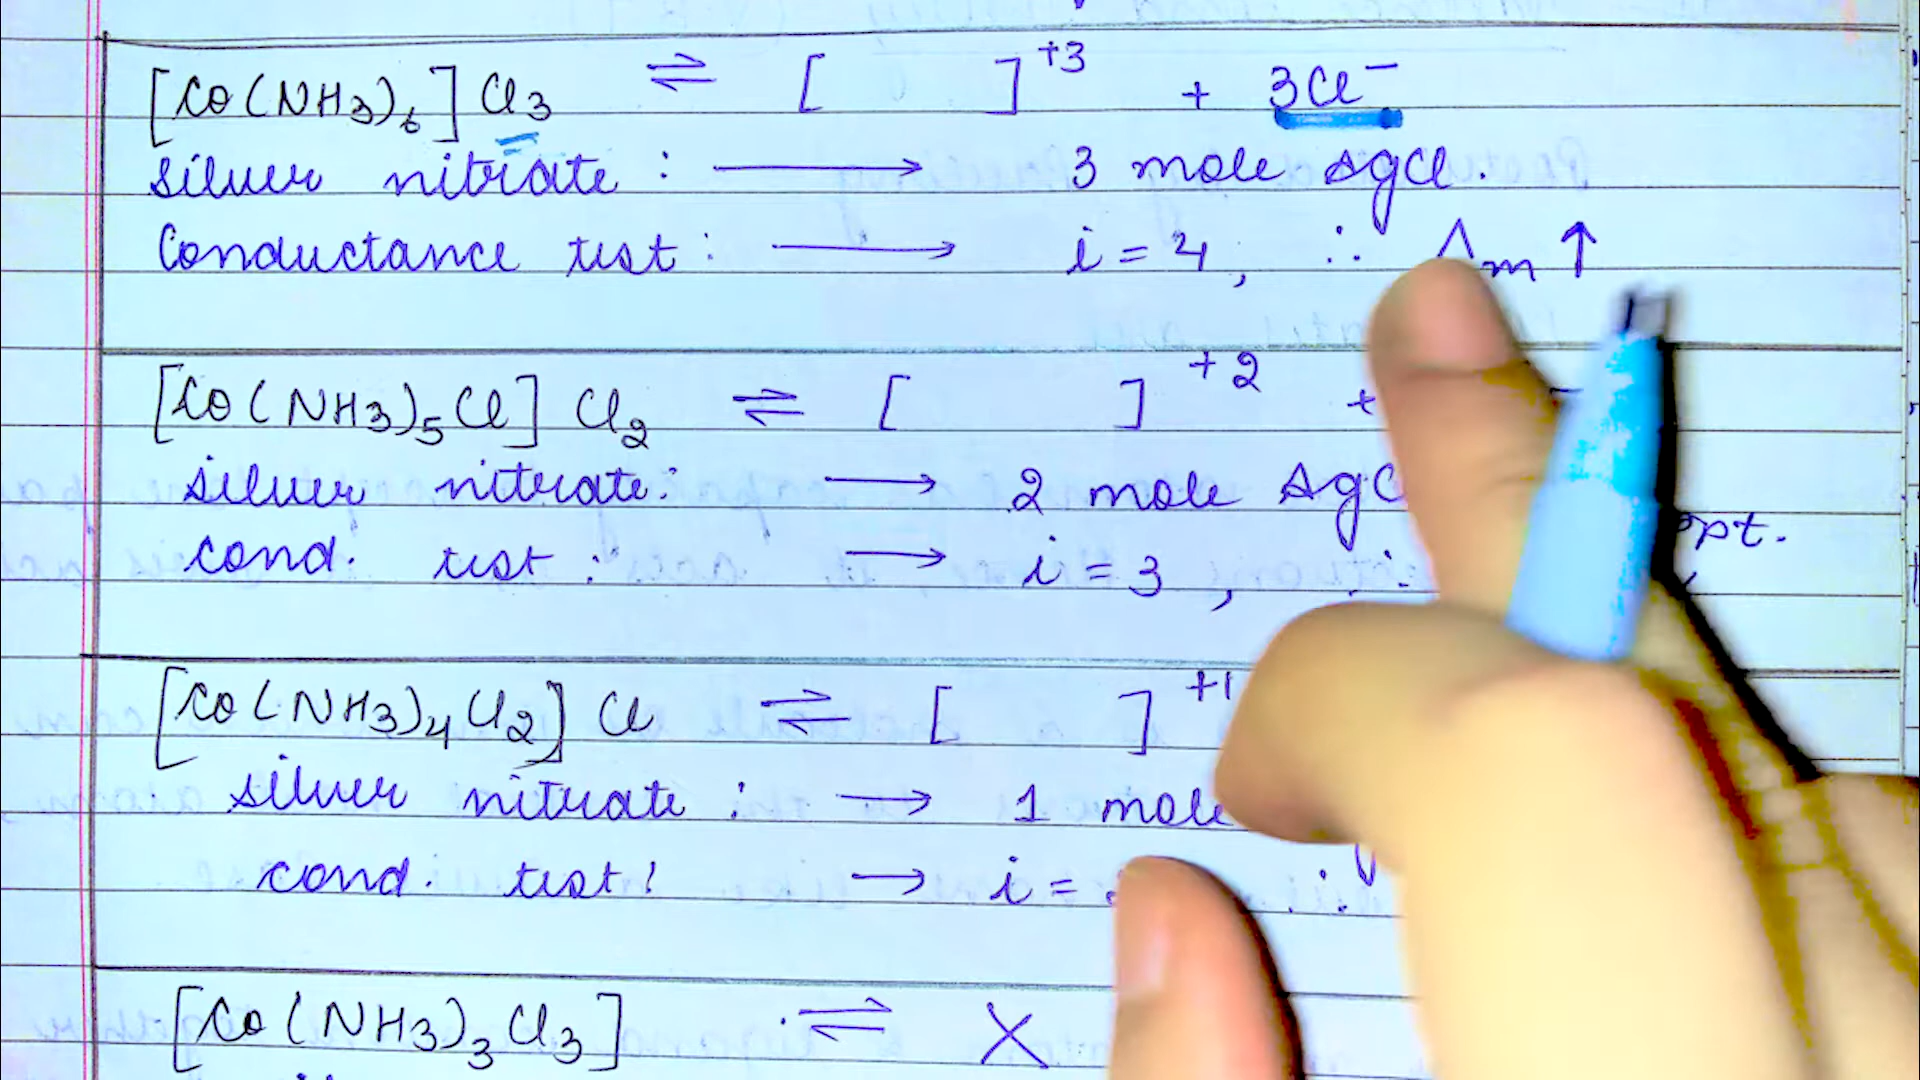 [Co(NH3)6]Cl3 ⇌ [ ]+3 + 3Cl-
silver nitrate : → 3 mole AgCl.
Conductance test : → i = 4, ∴ Λm ↑
[Co(NH3)5Cl] Cl2 ⇌ [ ]+2 +
silver nitrate : → 2 mole AgC
cond. test : → i = 3,
[Co(NH3)4Cl2] Cl ⇌ [ ]+1
silver nitrate : → 1 mole
cond. test : → i =
[Co(NH3)3Cl3] ⇌ X